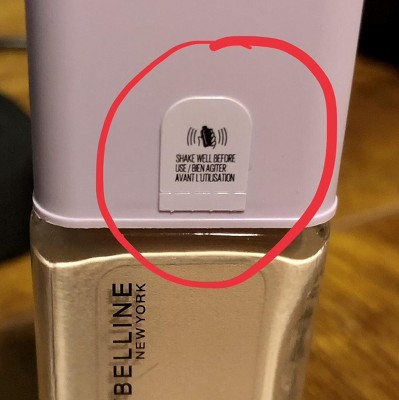 SHAKE WELL BEFORE
USE / BIEN AGITER
AVANT L'UTILISATION
BELLINE
NEW YORK